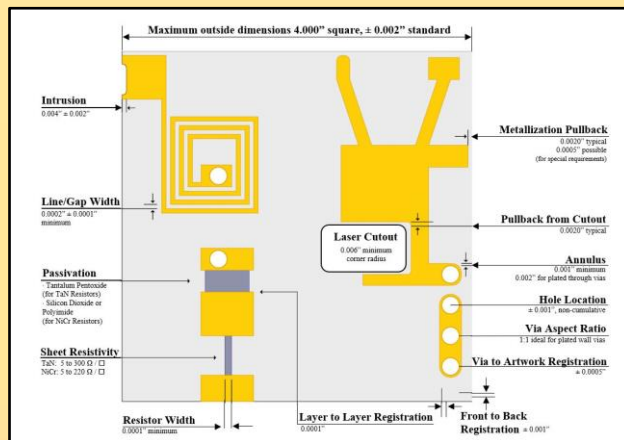 Maximum outside dimensions 4.000" square, ± 0.002" standard
Intrusion
0.004" ± 0.002"
Line/Gap Width
0.0002" ± 0.0001"
minimum
Passivation
· Tantalum Pentoxide
(for TaN Resistors)
· Silicon Dioxide or
Polyimide
(for NiCr Resistors)
Sheet Resistivity
TaN: 5 to 300 Ω / □
NiCr: 5 to 220 Ω / □
Resistor Width
0.0001" minimum
Layer to Layer Registration
0.0001"
Laser Cutout
0.006" minimum
corner radius
Metallization Pullback
0.0020" typical
0.0005" possible
(for special requirements)
Pullback from Cutout
0.0020" typical
Annulus
0.001" minimum
0.002" for plated through vias
Hole Location
± 0.001", non-cumulative
Via Aspect Ratio
1:1 ideal for plated wall vias
Via to Artwork Registration
± 0.0005"
Front to Back
Registration ± 0.001"